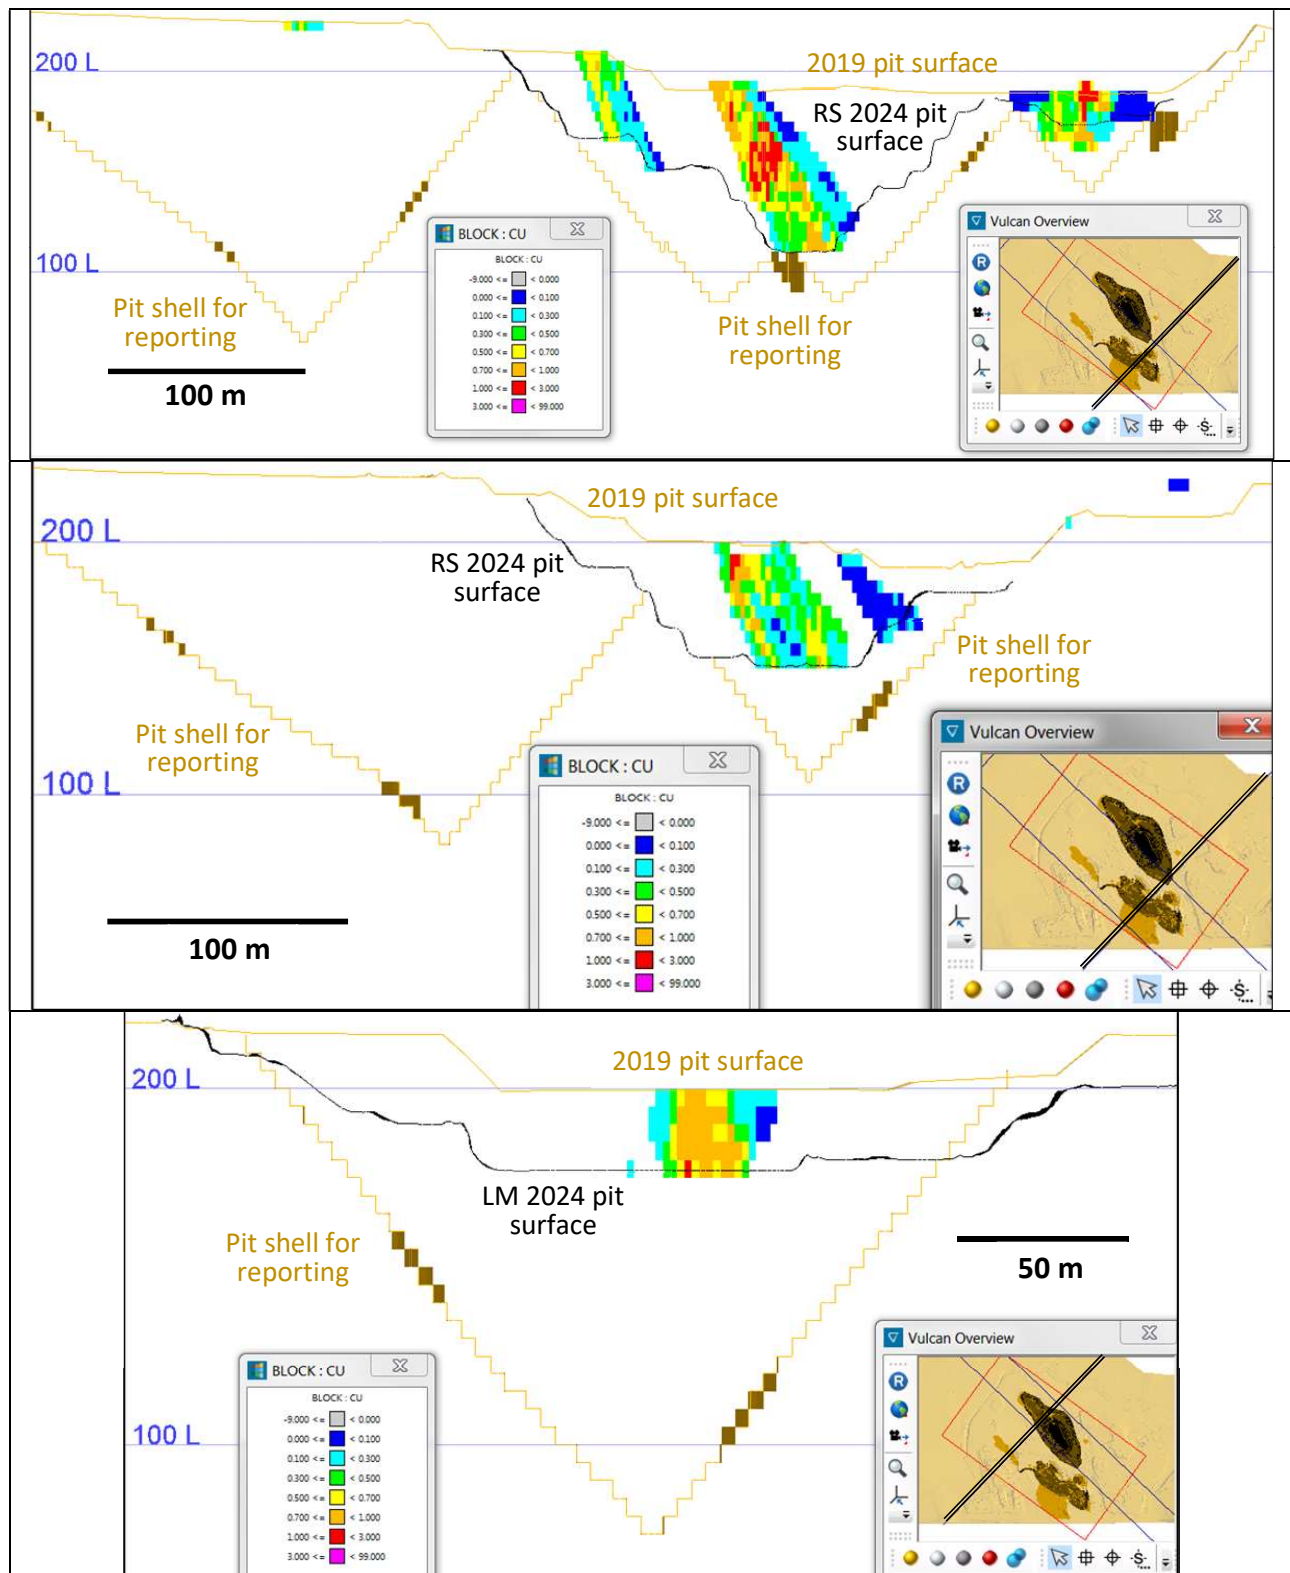 200 L
2019 pit surface
RS 2024 pit
surface
BLOCK : CU
BLOCK : CU
-9.000 <= < 0.000
0.000 <= < 0.100
0.100 <= < 0.300
0.300 <= < 0.500
0.500 <= < 0.700
0.700 <= < 1.000
1.000 <= < 3.000
3.000 <= < 99.000
Vulcan Overview
R
S
100 L
Pit shell for
reporting
Pit shell for
reporting
100 m
2019 pit surface
200 L
RS 2024 pit
surface
Pit shell for
reporting
Pit shell for
reporting
100 L
BLOCK : CU
BLOCK : CU
-9.000 <= < 0.000
0.000 <= < 0.100
0.100 <= < 0.300
0.300 <= < 0.500
0.500 <= < 0.700
0.700 <= < 1.000
1.000 <= < 3.000
3.000 <= < 99.000
Vulcan Overview
R
S
100 m
2019 pit surface
200 L
LM 2024 pit
surface
Pit shell for
reporting
50 m
100 L
BLOCK : CU
BLOCK : CU
-9.000 <= < 0.000
0.000 <= < 0.100
0.100 <= < 0.300
0.300 <= < 0.500
0.500 <= < 0.700
0.700 <= < 1.000
1.000 <= < 3.000
3.000 <= < 99.000
Vulcan Overview
R
S